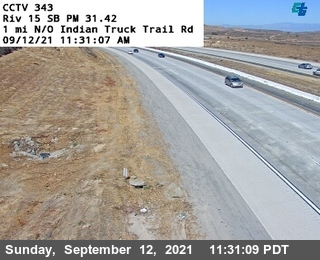 CCTV 343
Riv 15 SB PM 31.42
1 mi N/O Indian Truck Trail Rd
09/12/21 11:31:07 AM
Sunday, September 12, 2021 11:31:09 PDT